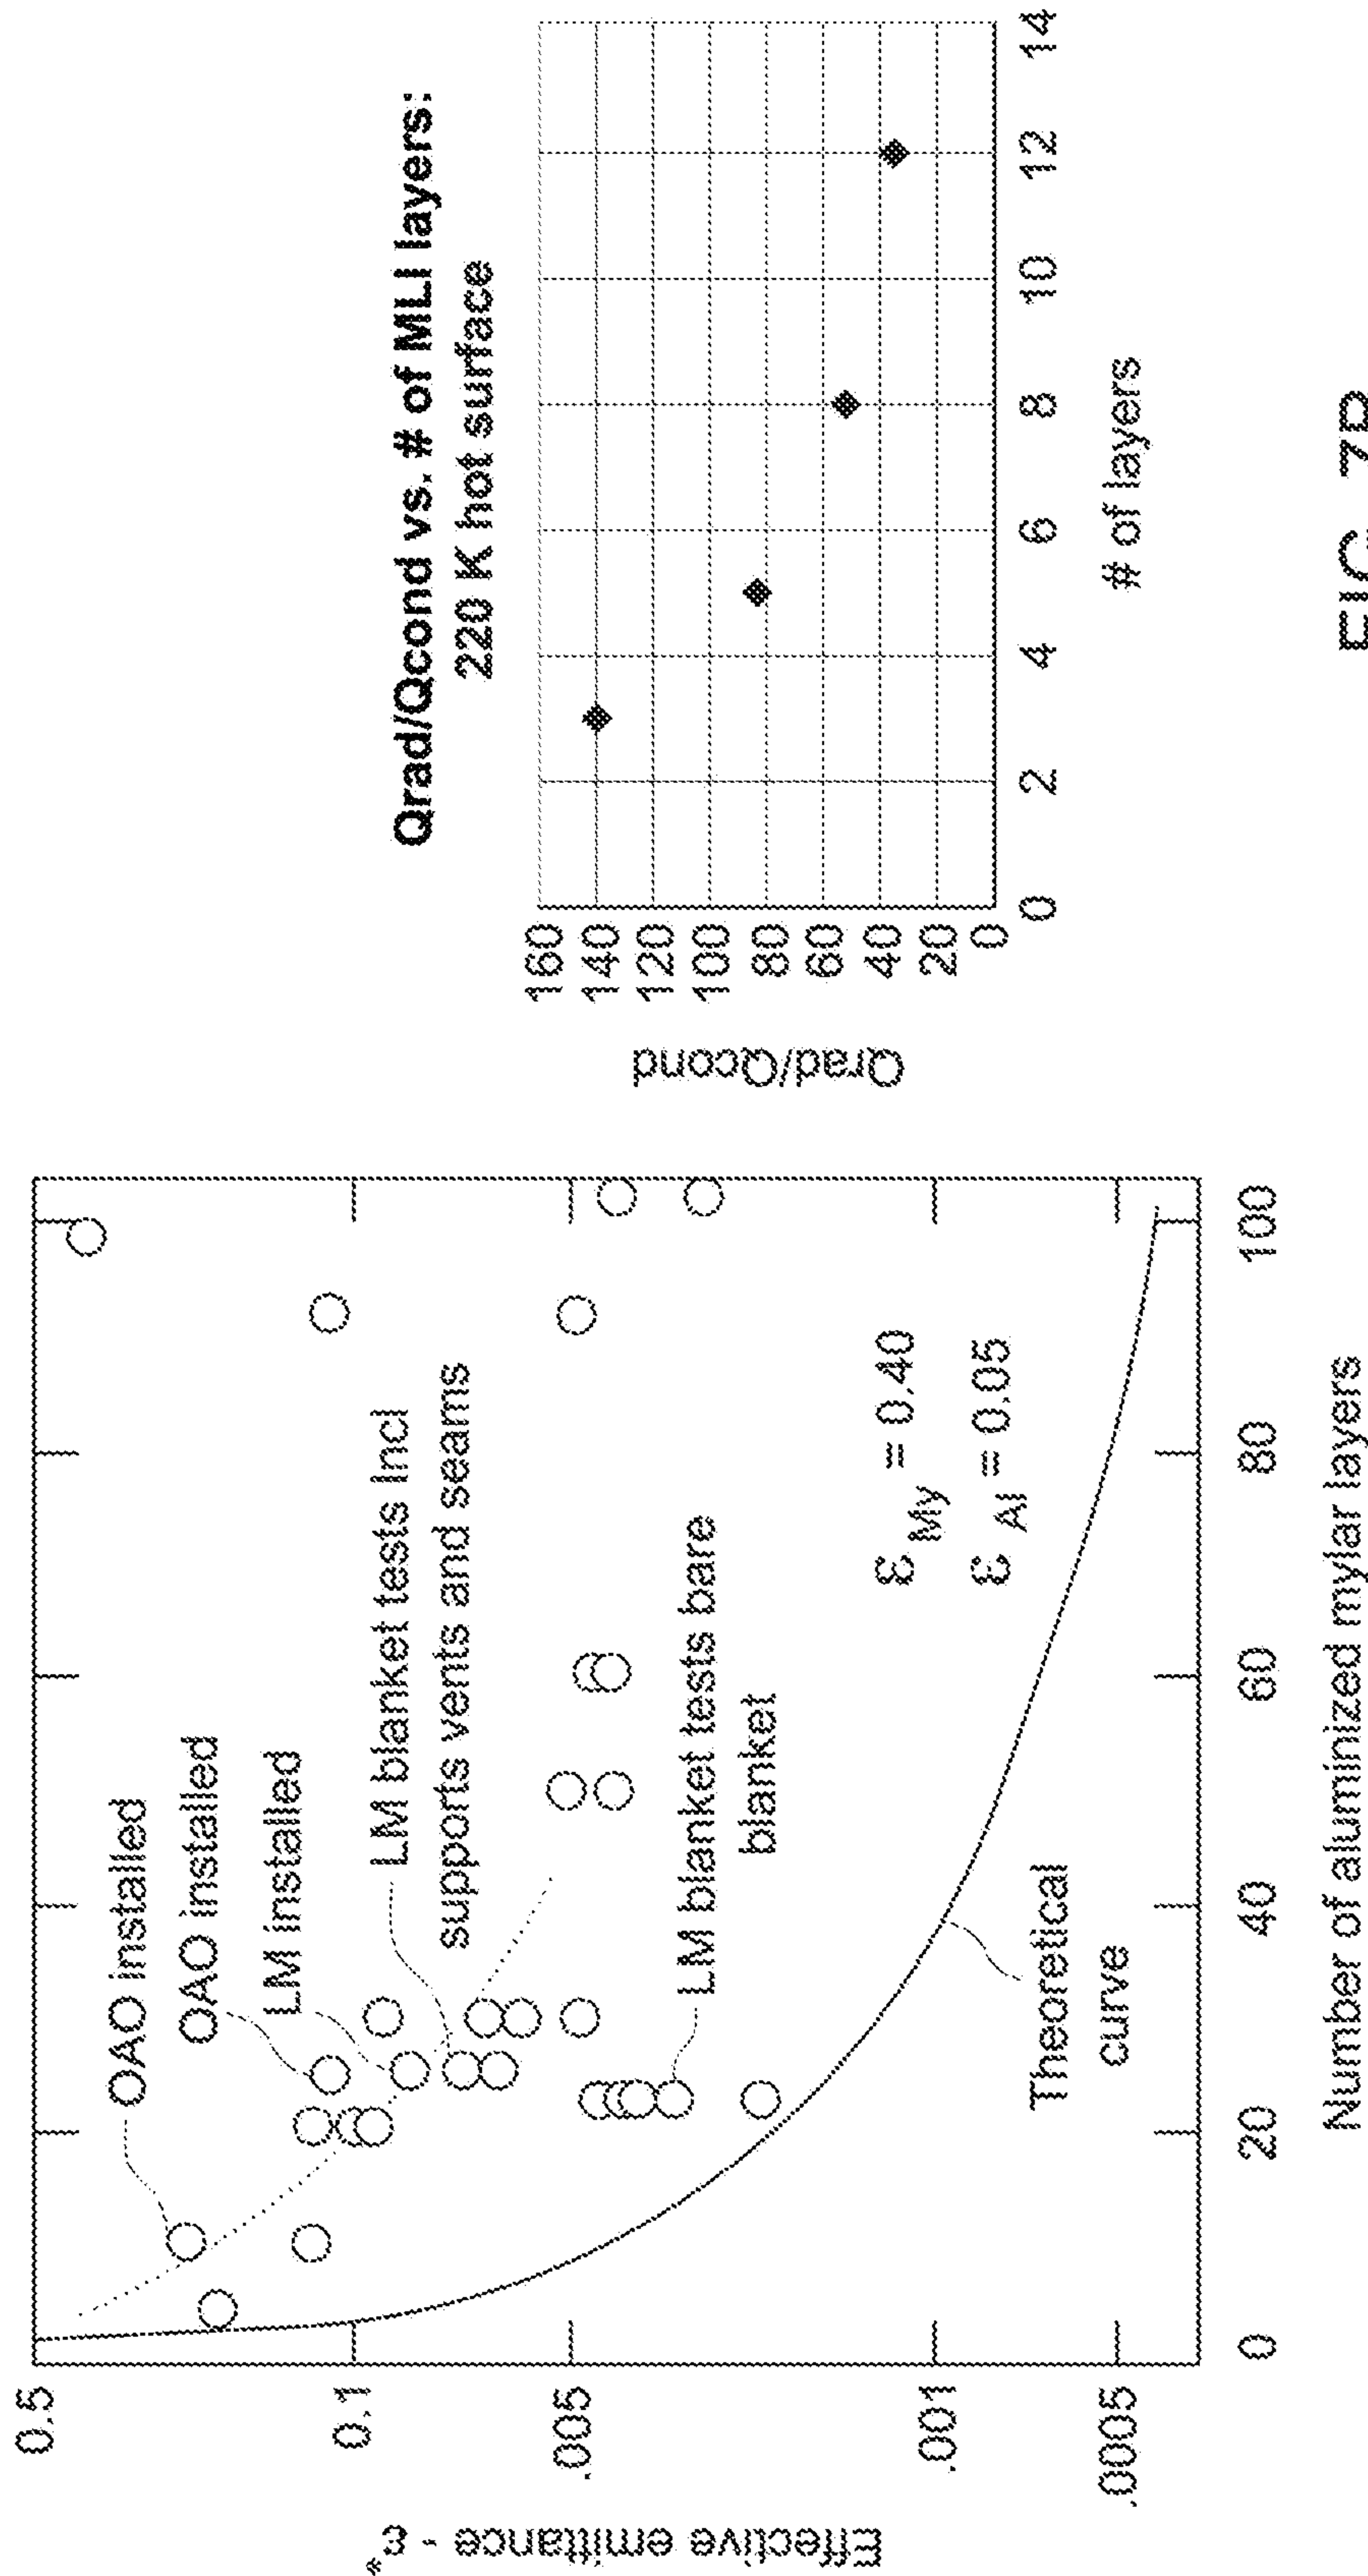 0.5
0.1
.005
.001
.0005
Effective emittance - ε*
OAO installed
OAO installed
LM installed
LM blanket tests Incl
supports vents and seams
LM blanket tests bare
blanket
Theoretical
curve
ε My = 0.40
ε Al = 0.05
0 20 40 60 80 100
Number of aluminized mylar layers
Qrad/Qcond vs. # of MLI layers:
220 K hot surface
160
140
120
100
80
60
40
20
0
Qrad/Qcond
0 2 4 6 8 10 12 14
# of layers